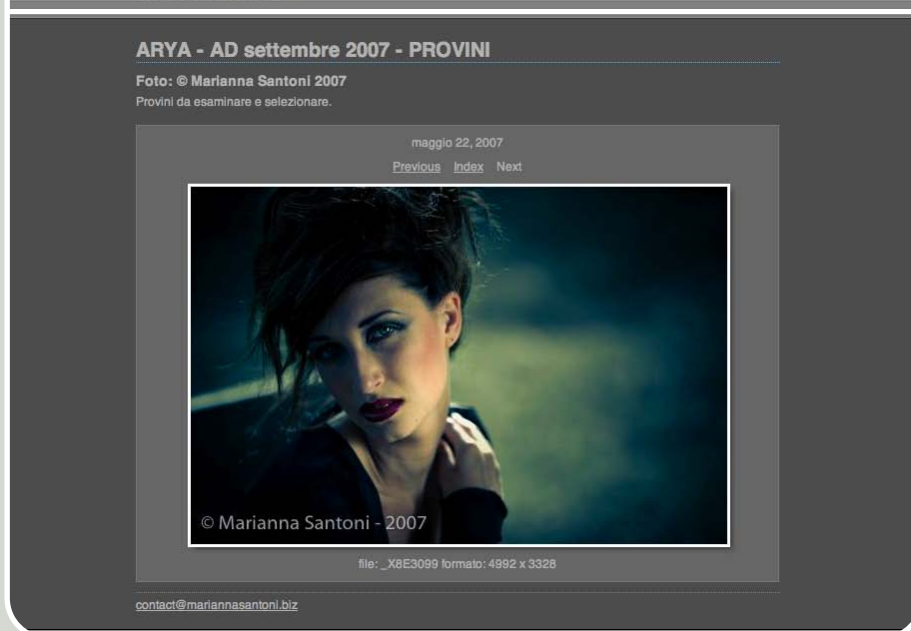 ARYA - AD settembre 2007 - PROVINI
Foto: © Marianna Santoni 2007
Provini da esaminare e selezionare.
maggio 22, 2007
Previous Index Next
© Marianna Santoni - 2007
file: _X8E3099 formato: 4992 x 3328
contact@mariannasantoni.biz